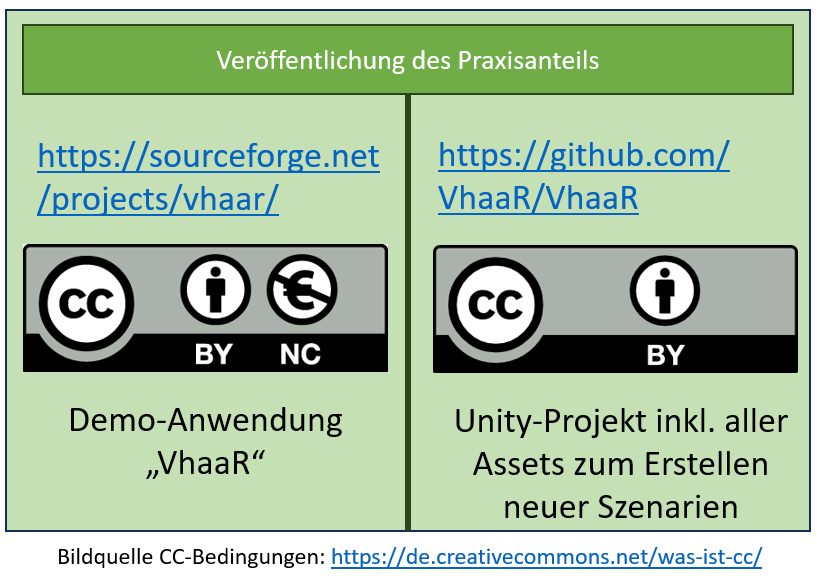 Veröffentlichung des Praxisanteils
https://sourceforge.net
/projects/vhaar/
CC
BY NC
Demo-Anwendung
„VhaaR“
https://github.com/
VhaaR/VhaaR
CC
BY
Unity-Projekt inkl. aller
Assets zum Erstellen
neuer Szenarien
Bildquelle CC-Bedingungen: https://de.creativecommons.net/was-ist-cc/